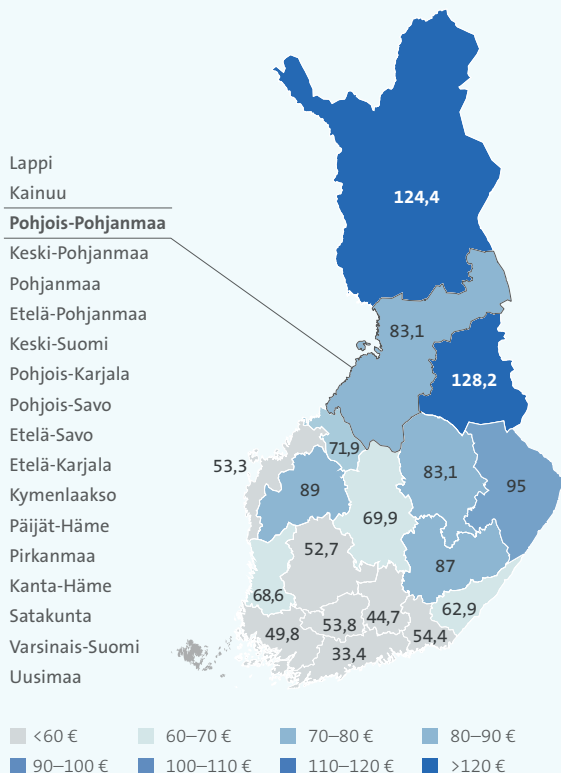 Lappi
Kainuu
Pohjois-Pohjanmaa
Keski-Pohjanmaa
Pohjanmaa
Etelä-Pohjanmaa
Keski-Suomi
Pohjois-Karjala
Pohjois-Savo
Etelä-Savo
Etelä-Karjala
Kymenlaakso
Päijät-Häme
Pirkanmaa
Kanta-Häme
Satakunta
Varsinais-Suomi
Uusimaa
124,4
83,1
128,2
71,9
53,3
89
83,1
95
69,9
52,7
87
68,6
62,9
49,8
53,8
44,7
54,4
33,4
<60 € 60–70 € 70–80 € 80–90 €
90–100 € 100–110 € 110–120 € >120 €